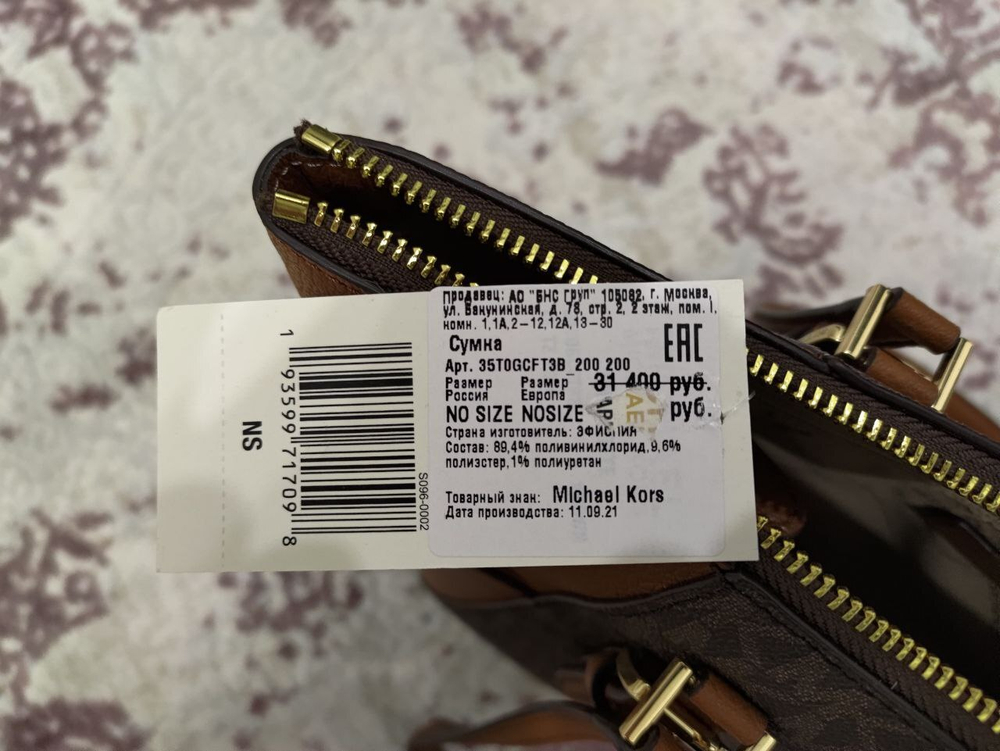 Продавец: АО "БНС Груп" 105082, г. Москва,
ул. Бакунинская, д. 78, стр. 2, 2 этаж, пом. I,
комн. 1,1А,2-12,12А,13-30
Сумка
EAC
Арт. 35T0GCFT3B_200 200
Размер Размер 31 400 руб.
Россия Европа
NO SIZE NOSIZE руб.
Страна изготовитель: ЭФИОПИЯ
Состав: 89,4% поливинилхлорид,9,6%
полиэстер,1% полиуретан
Товарный знак: Michael Kors
Дата производства: 11.09.21
NS
1 93599 71709 8
S096-0002